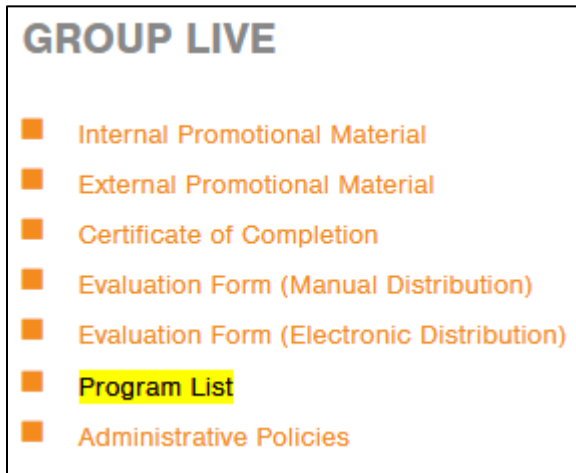 GROUP LIVE
Internal Promotional Material
External Promotional Material
Certificate of Completion
Evaluation Form (Manual Distribution)
Evaluation Form (Electronic Distribution)
Program List
Administrative Policies